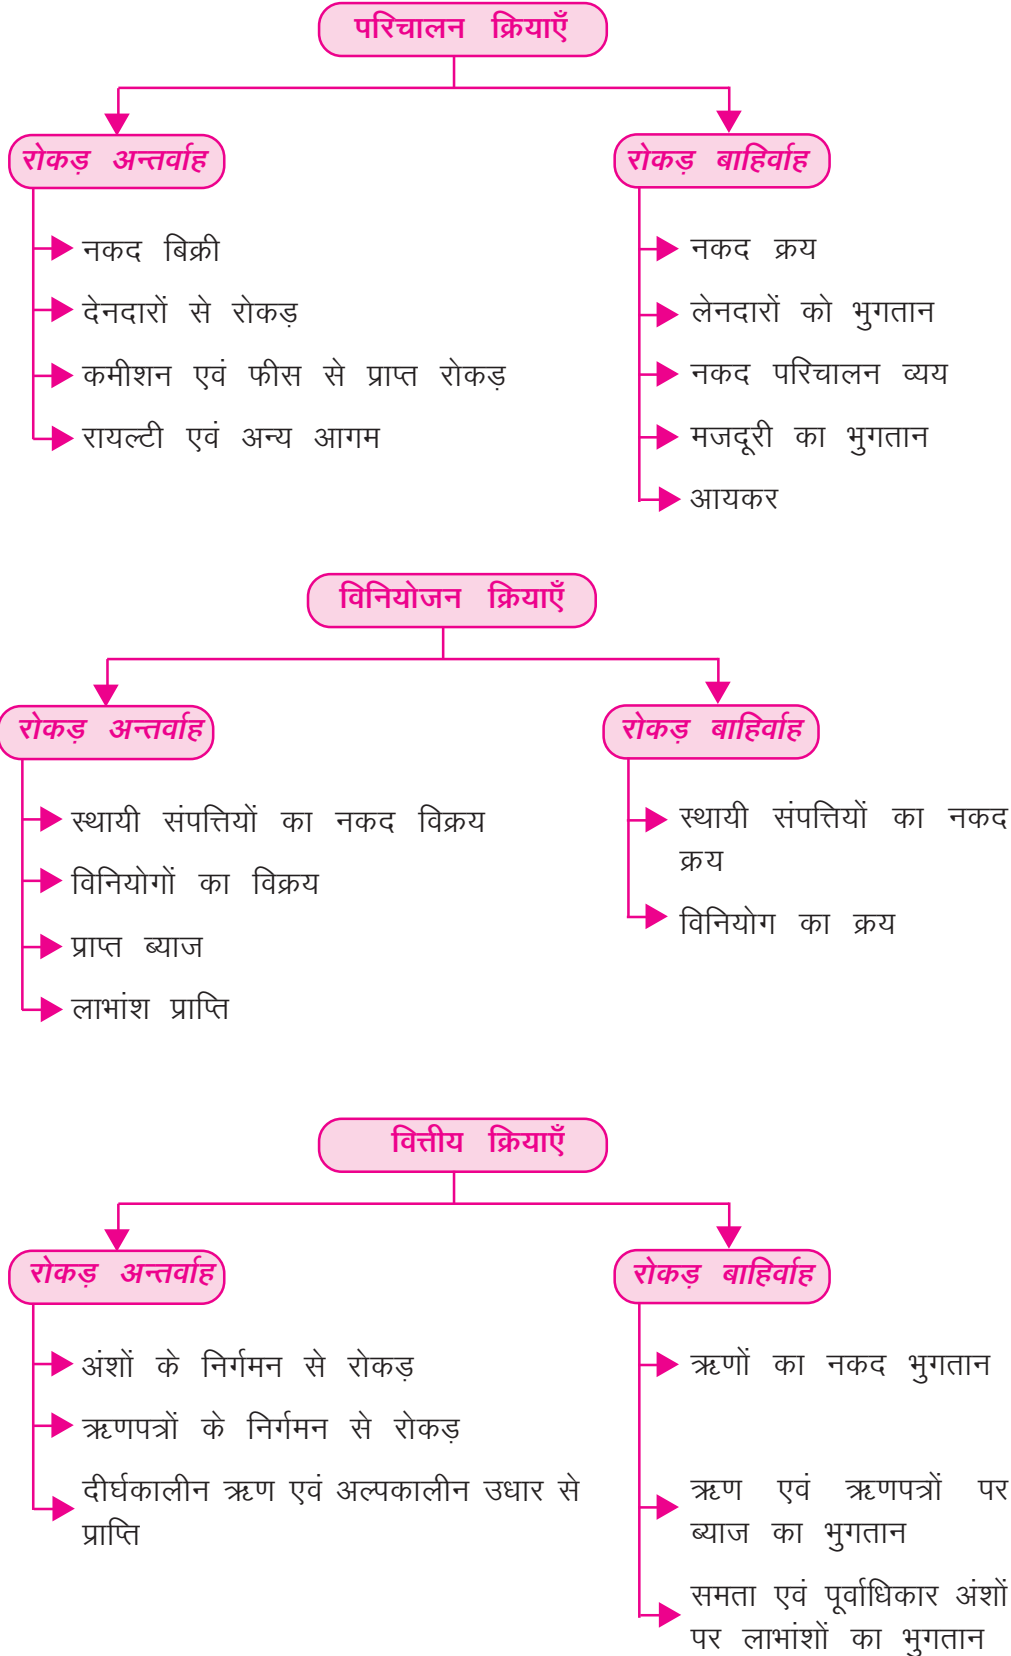 परिचालन क्रियाएँ
रोकड़ अन्तर्वाह
नकद बिक्री
देनदारों से रोकड़
कमीशन एवं फीस से प्राप्त रोकड़
रायल्टी एवं अन्य आगम
रोकड़ बाहिर्वाह
नकद क्रय
लेनदारों को भुगतान
नकद परिचालन व्यय
मजदूरी का भुगतान
आयकर
विनियोजन क्रियाएँ
रोकड़ अन्तर्वाह
स्थायी संपत्तियों का नकद विक्रय
विनियोगों का विक्रय
प्राप्त ब्याज
लाभांश प्राप्ति
रोकड़ बाहिर्वाह
स्थायी संपत्तियों का नकद
क्रय
विनियोग का क्रय
वित्तीय क्रियाएँ
रोकड़ अन्तर्वाह
अंशों के निर्गमन से रोकड़
ऋणपत्रों के निर्गमन से रोकड़
दीर्घकालीन ऋण एवं अल्पकालीन उधार से
प्राप्ति
रोकड़ बाहिर्वाह
ऋणों का नकद भुगतान
ऋण एवं ऋणपत्रों पर
ब्याज का भुगतान
समता एवं पूर्वाधिकार अंशों
पर लाभांशों का भुगतान